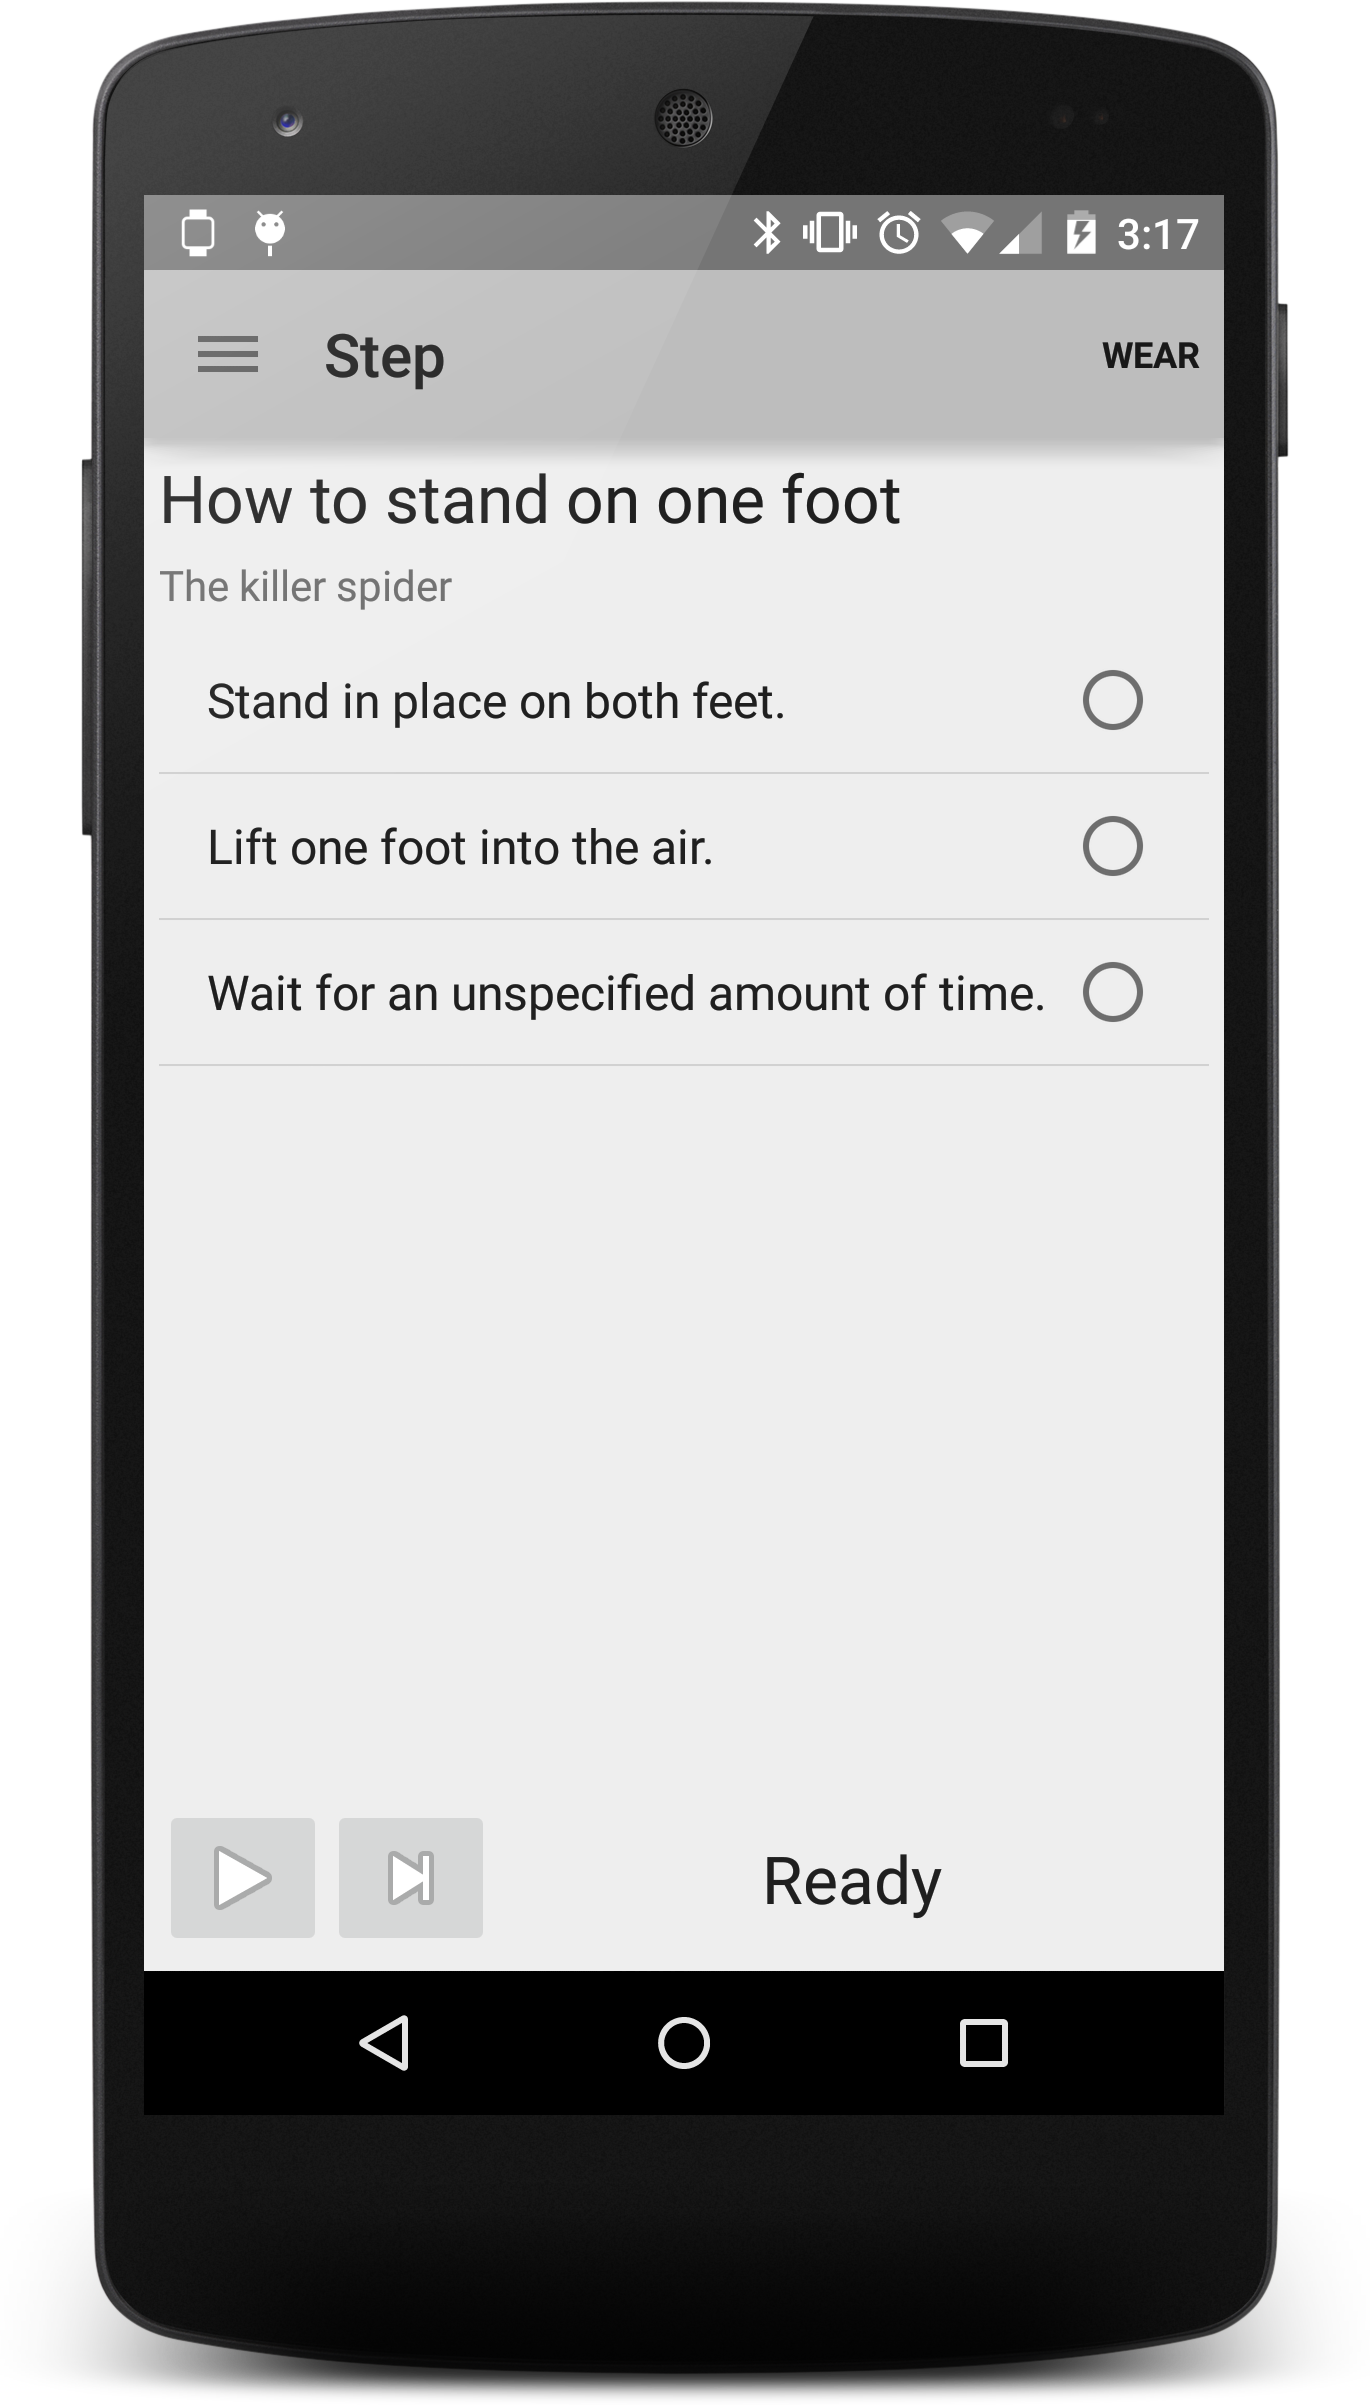 3:17
Step
WEAR
How to stand on one foot
The killer spider
Stand in place on both feet.
Lift one foot into the air.
Wait for an unspecified amount of time.
Ready